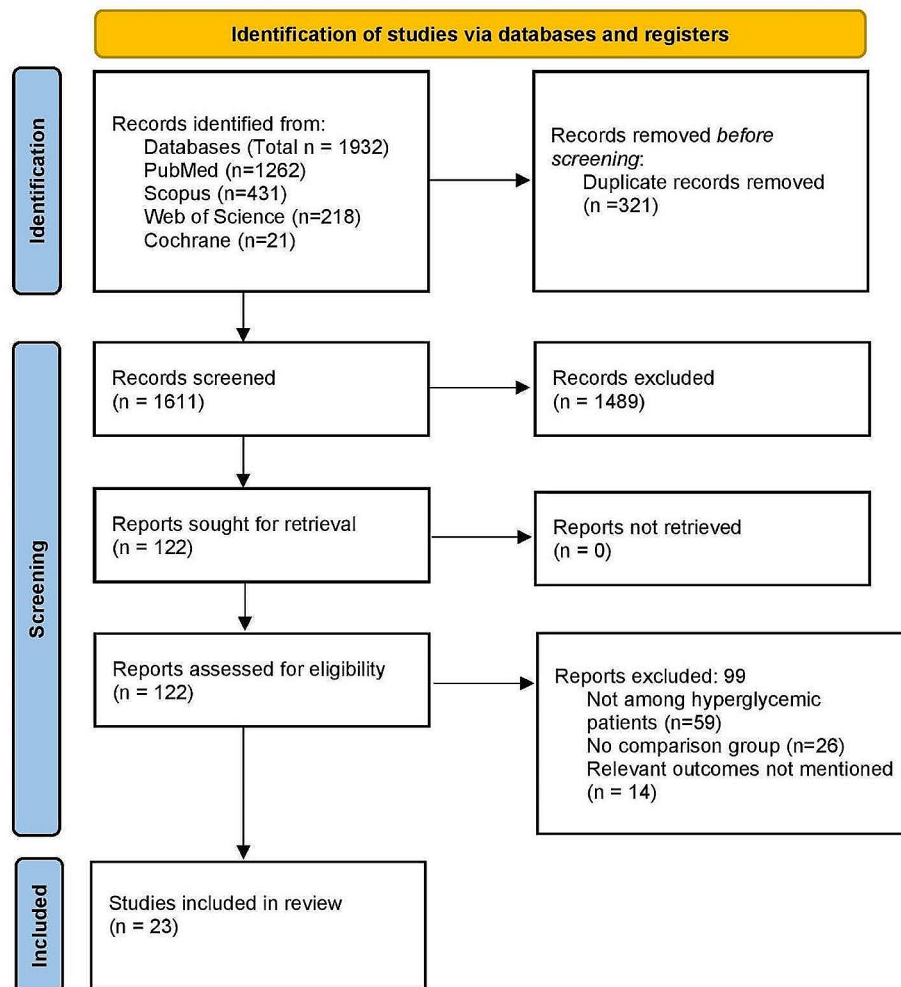 Identification of studies via databases and registers
Identification
Records identified from:
Databases (Total n = 1932)
PubMed (n=1262)
Scopus (n=431)
Web of Science (n=218)
Cochrane (n=21)
Records removed before
screening:
Duplicate records removed
(n =321)
Screening
Records screened
(n = 1611)
Records excluded
(n = 1489)
Reports sought for retrieval
(n = 122)
Reports not retrieved
(n = 0)
Reports assessed for eligibility
(n = 122)
Reports excluded: 99
Not among hyperglycemic
patients (n=59)
No comparison group (n=26)
Relevant outcomes not mentioned
(n = 14)
Included
Studies included in review
(n = 23)